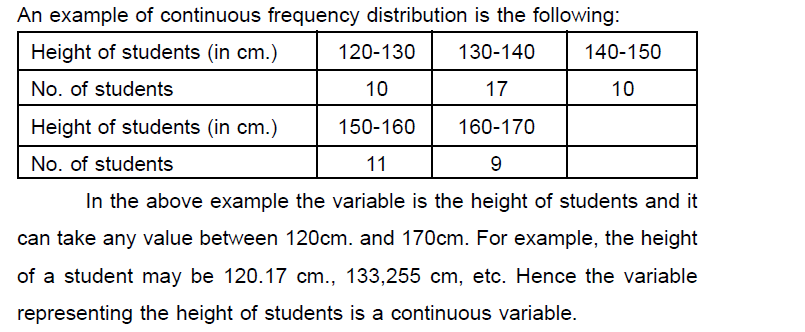 An example of continuous frequency distribution is the following:
Height of students (in cm.) 120-130 130-140 140-150
No. of students 10 17 10
Height of students (in cm.) 150-160 160-170
No. of students 11 9
In the above example the variable is the height of students and it
can take any value between 120cm. and 170cm. For example, the height
of a student may be 120.17 cm., 133,255 cm, etc. Hence the variable
representing the height of students is a continuous variable.